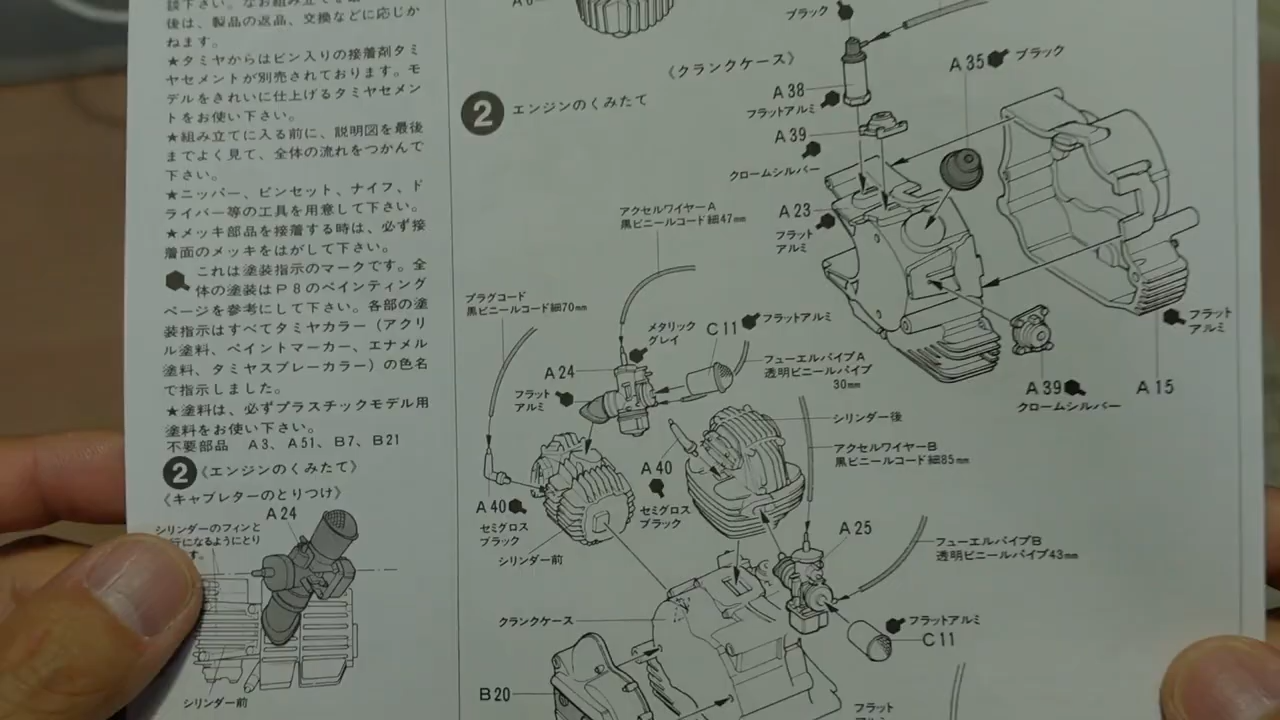 後は、製品の返品、交換などに応じか
ねます。
★タミヤからはビン入りの接着剤タミ
ヤセメントが別売されております。モ
デルをきれいに仕上げるタミヤセメン
トをお使い下さい。
★組み立てに入る前に、説明図を最後
までよく見て、全体の流れをつかんで
下さい。
★ニッパー、ピンセット、ナイフ、ド
ライバー等の工具を用意して下さい。
★メッキ部品を接着する時は、必ず接
着面のメッキをはがして下さい。
これは塗装指示のマークです。全
体の塗装はP8のペインティング
ページを参考にして下さい。各部の塗
装指示はすべてタミヤカラー（アクリ
ル塗料、ペイントマーカー、エナメル
塗料、タミヤスプレーカラー）の色名
で指示しました。
★塗料は、必ずプラスチックモデル用
塗料をお使い下さい。
不要部品 A3、A51、B7、B21
2《エンジンのくみたて》
《キャブレターのとりつけ》
A24
シリンダーのフィンと
行になるようにとり
シリンダー前
2 エンジンのくみたて
《クランクケース》
ブラック
A38
フラットアルミ
A39
クロームシルバー
A35 ブラック
A23
フラット
アルミ
フラット
アルミ
A39
クロームシルバー
A15
アクセルワイヤーA
黒ビニールコード細47mm
プラグコード
黒ビニールコード細70mm
メタリック
グレイ
C11 フラットアルミ
A24
フラット
アルミ
フューエルパイプA
透明ビニールパイプ
30mm
シリンダー後
アクセルワイヤーB
黒ビニールコード細85mm
A40
セミグロス
ブラック
A40
セミグロス
ブラック
シリンダー前
A25
フューエルパイプB
透明ビニールパイプ43mm
クランクケース
フラットアルミ
C11
B20
フラット